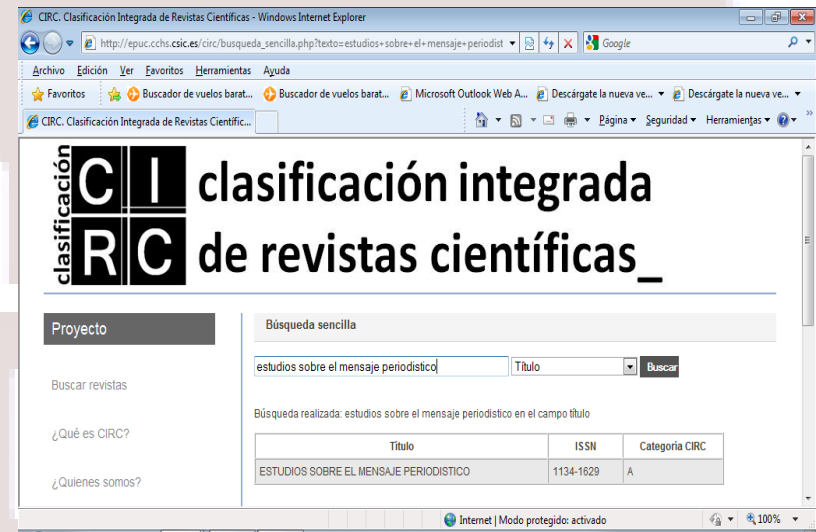 CIRC. Clasificación Integrada de Revistas Científicas - Windows Internet Explorer
http://epuc.cchs.csic.es/circ/busqueda_sencilla.php?texto=estudios+sobre+el+mensaje+periodist
Google
Archivo Edición Ver Favoritos Herramientas Ayuda
Favoritos Buscador de vuelos barat... Buscador de vuelos barat... Microsoft Outlook Web A... Descárgate la nueva ve... Descárgate la nueva ve...
CIRC. Clasificación Integrada de Revistas Científic... Página Seguridad Herramientas
clasificación
CI
RC
clasificación integrada
de revistas científicas_
Proyecto
Buscar revistas
¿Qué es CIRC?
¿Quienes somos?
Búsqueda sencilla
estudios sobre el mensaje periodistico Título Buscar
Búsqueda realizada: estudios sobre el mensaje periodistico en el campo título
Titulo ISSN Categoria CIRC
ESTUDIOS SOBRE EL MENSAJE PERIODISTICO 1134-1629 A
Internet | Modo protegido: activado 100%